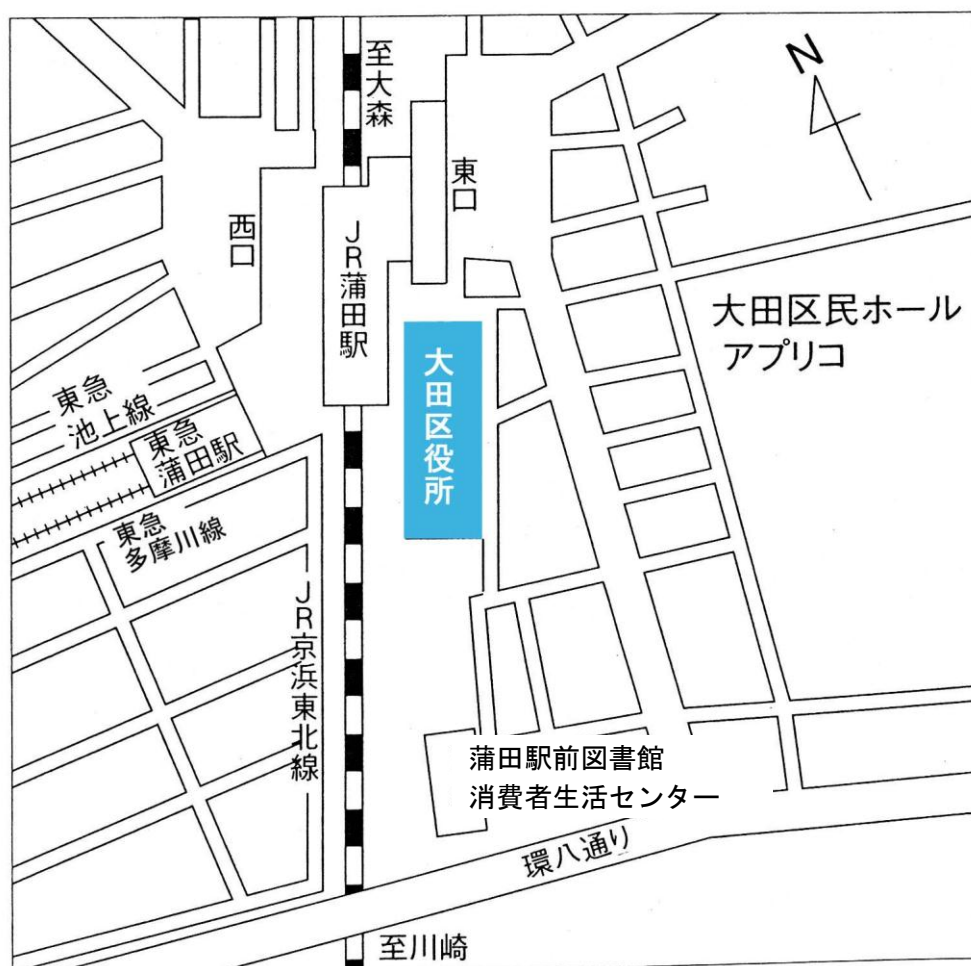 至大森
N
東口
西口
JR蒲田駅
大田区民ホール
アプリコ
大田区役所
東急
池上線
東急
蒲田駅
東急
多摩川線
JR京浜東北線
蒲田駅前図書館
消費者生活センター
環八通り
至川崎